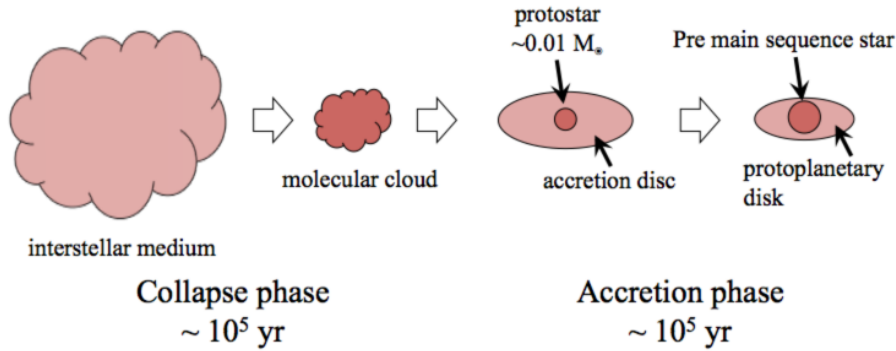 protostar
~0.01 M⊙
Pre main sequence star
molecular cloud
accretion disc
protoplanetary
disk
interstellar medium
Collapse phase
~ 10⁵ yr
Accretion phase
~ 10⁵ yr